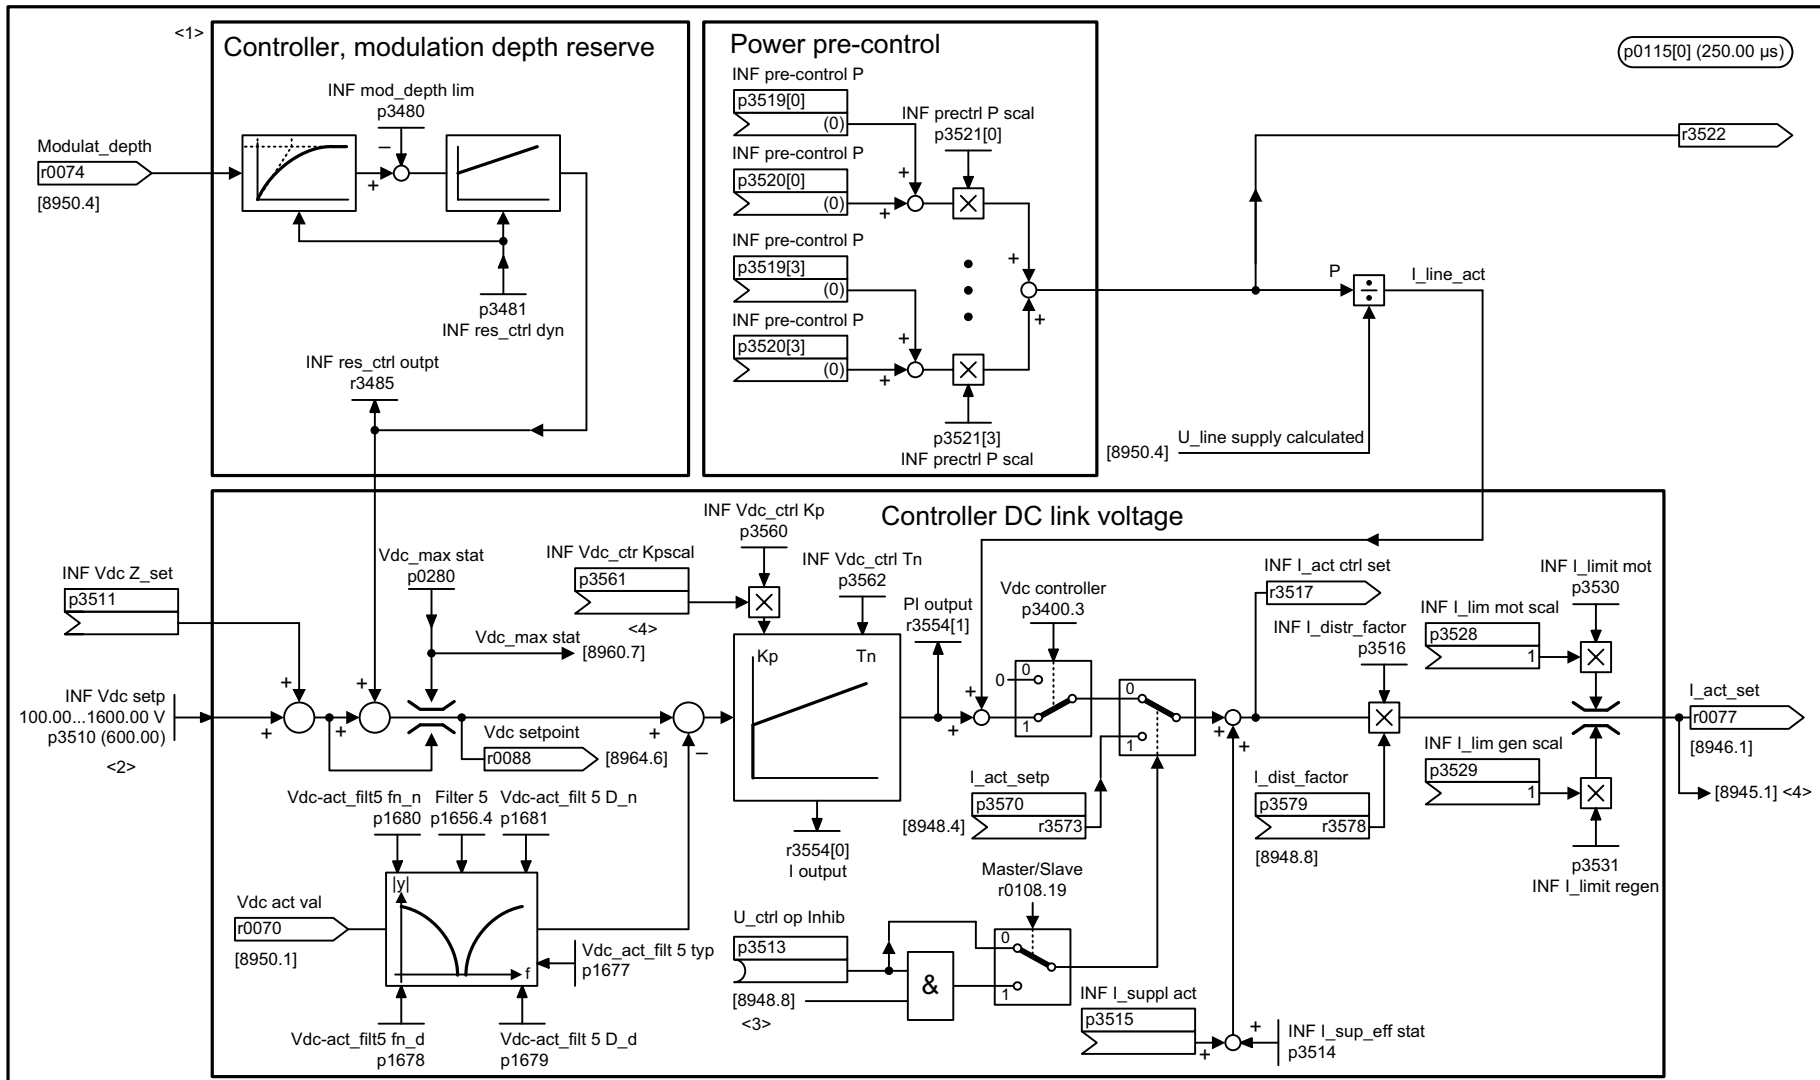 <1>
Controller, modulation depth reserve
INF mod_depth lim
p3480
Modulat_depth
r0074
[8950.4]
–
+
p3481
INF res_ctrl dyn
INF res_ctrl outpt
r3485
Power pre-control
INF pre-control P
p3519[0]
(0)
INF prectrl P scal
p3521[0]
INF pre-control P
p3520[0]
(0)
+
+
INF pre-control P
p3519[3]
(0)
INF pre-control P
p3520[3]
(0)
+
+
+
+
p3521[3]
INF prectrl P scal
p0115[0] (250.00 µs)
r3522
P
÷
I_line_act
U_line supply calculated
[8950.4]
Controller DC link voltage
INF Vdc Z_set
p3511
INF Vdc setp
100.00...1600.00 V
p3510 (600.00)
<2>
+
+
+
+
Vdc_max stat
p0280
Vdc_max stat
[8960.7]
Vdc setpoint
r0088
[8964.6]
INF Vdc_ctrl Kp
p3560
INF Vdc_ctr Kpscal
p3561
<4>
INF Vdc_ctrl Tn
p3562
Kp
Tn
+
–
PI output
r3554[1]
r3554[0]
I output
Vdc-act_filt5 fn_n
p1680
Filter 5
p1656.4
Vdc-act_filt 5 D_n
p1681
|y|
f
Vdc act val
r0070
[8950.1]
Vdc_act_filt 5 typ
p1677
Vdc-act_filt5 fn_d
p1678
Vdc-act_filt 5 D_d
p1679
+
+
Vdc controller
p3400.3
0
0
1
0
1
I_act_setp
p3570
r3573
[8948.4]
Master/Slave
r0108.19
0
1
U_ctrl op Inhib
p3513
[8948.8]
<3>
&
+
+
INF I_suppl act
p3515
+
+
INF I_sup_eff stat
p3514
INF I_act ctrl set
r3517
INF I_distr_factor
p3516
I_dist_factor
p3579
r3578
[8948.8]
INF I_limit mot
p3530
INF I_lim mot scal
p3528
1
INF I_lim gen scal
p3529
1
p3531
INF I_limit regen
I_act_set
r0077
[8946.1]
[8945.1] <4>